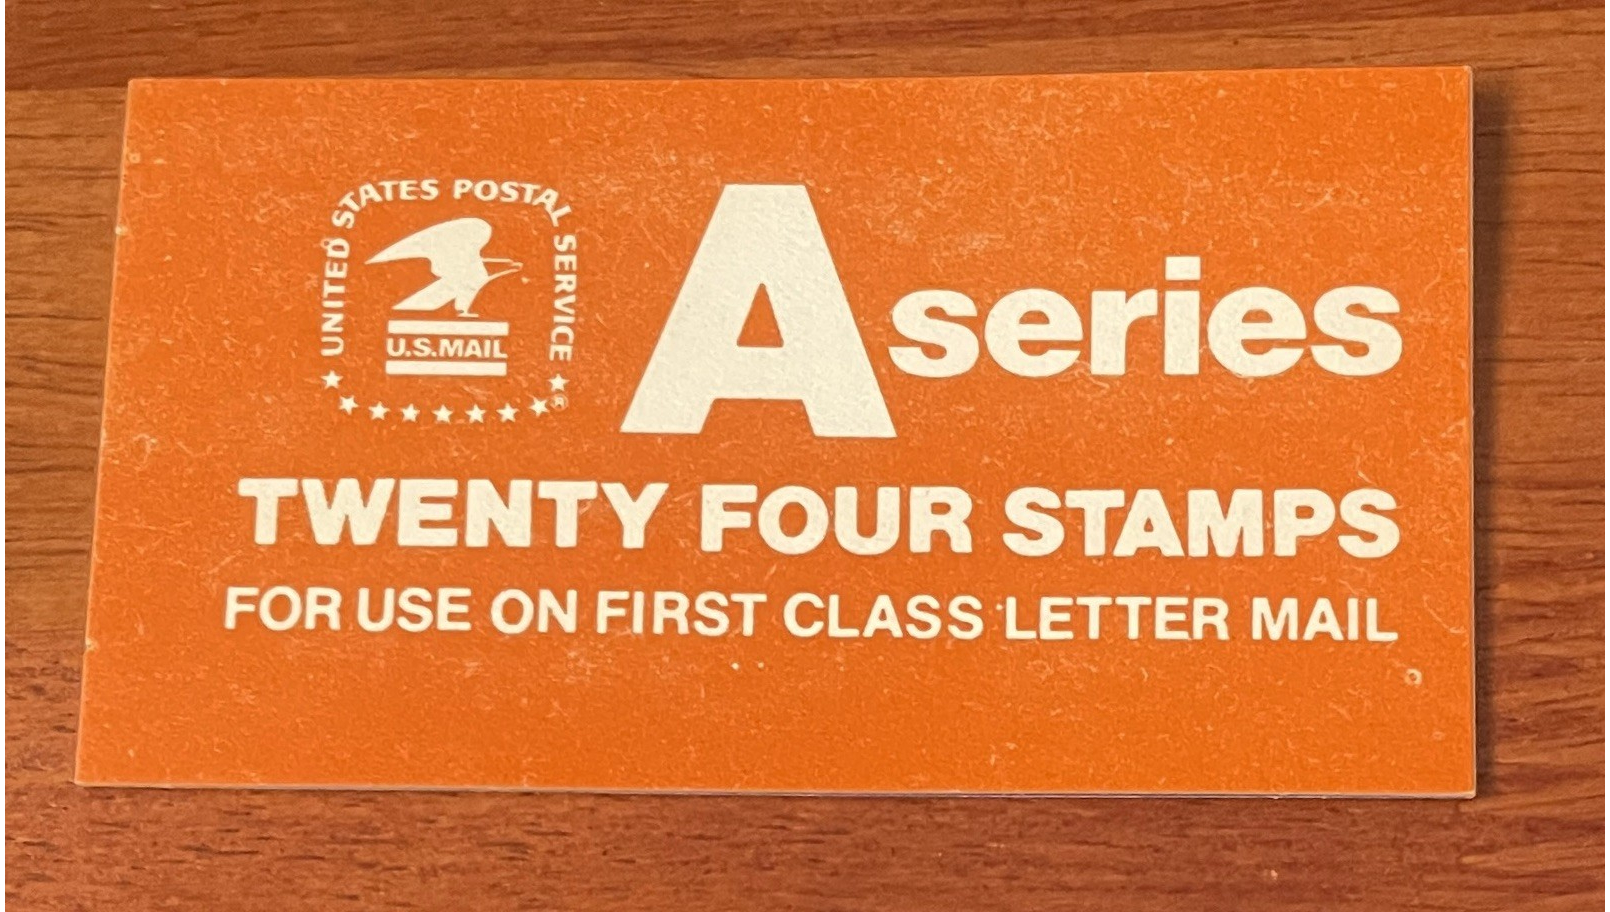 UNITED STATES POSTAL SERVICE ®
U.S.MAIL
A series
TWENTY FOUR STAMPS
FOR USE ON FIRST CLASS LETTER MAIL